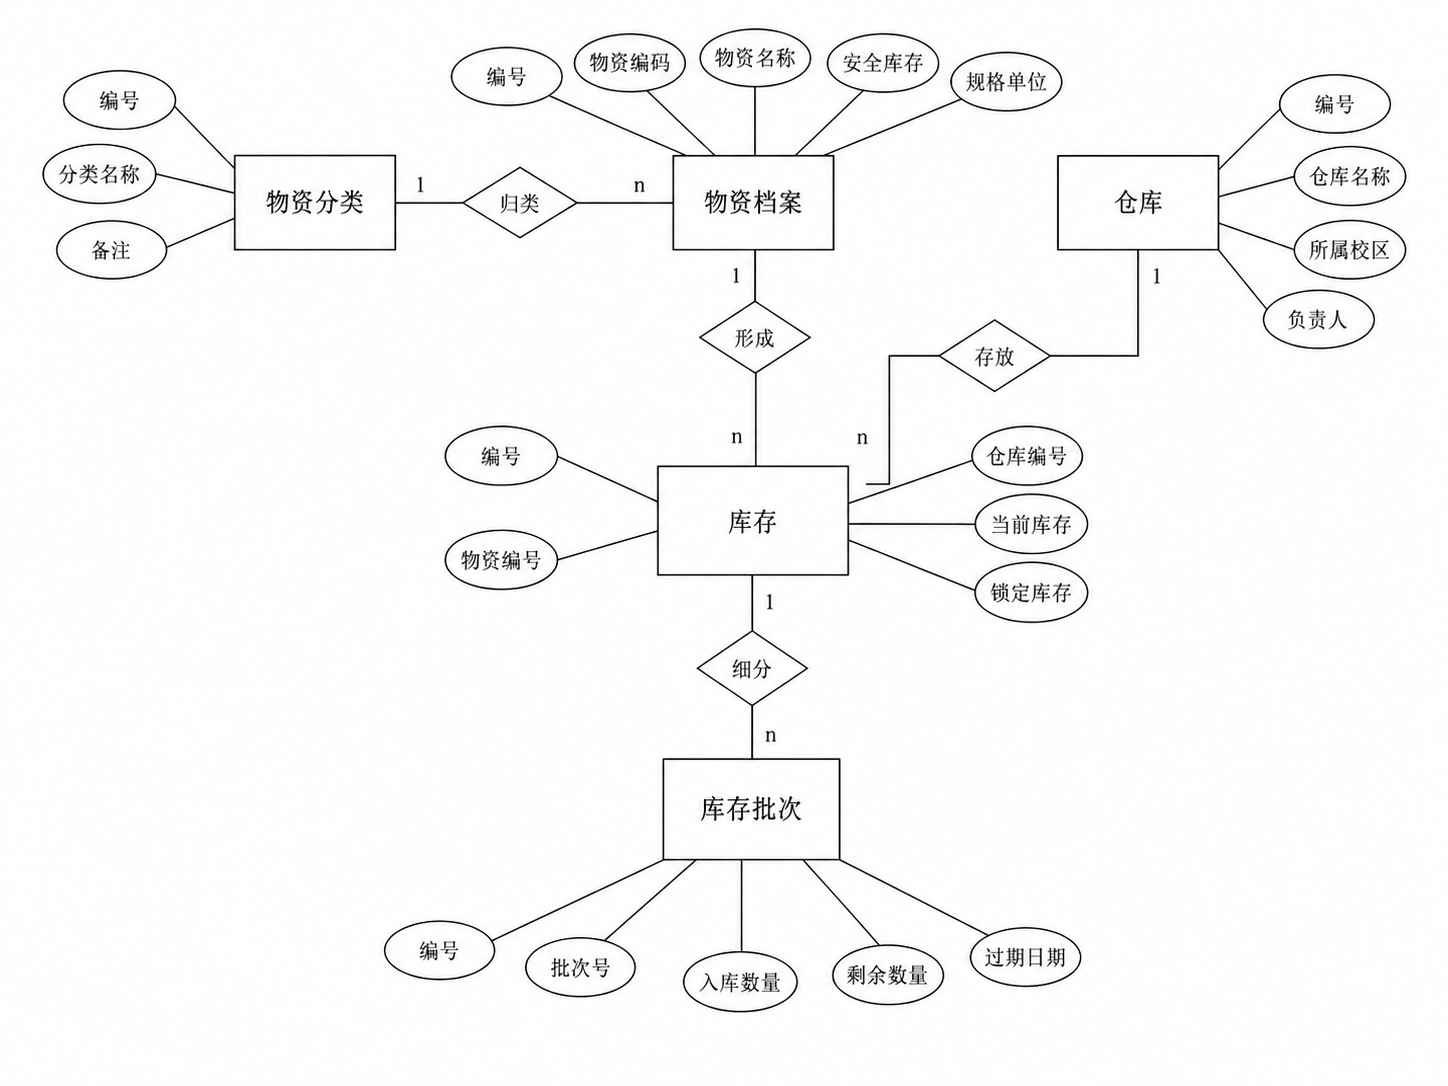 编号
物资编码
物资名称
安全库存
规格单位
编号
分类名称
备注
物资分类
1
归类
n
物资档案
仓库
编号
仓库名称
所属校区
负责人
1
形成
n
1
存放
n
编号
物资编号
库存
仓库编号
当前库存
锁定库存
1
细分
n
库存批次
编号
批次号
入库数量
剩余数量
过期日期